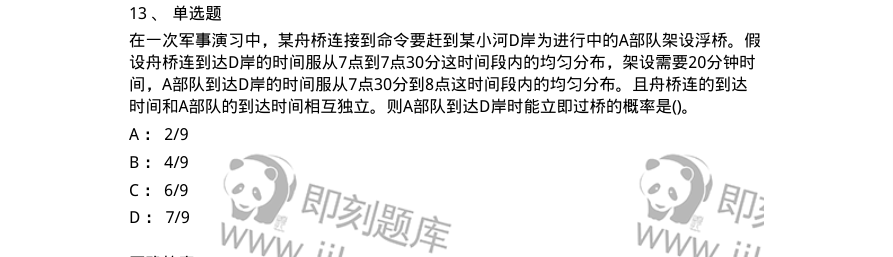 13 、 单选题
在一次军事演习中，某舟桥连接到命令要赶到某小河D岸为进行中的A部队架设浮桥。假
设舟桥连到达D岸的时间服从7点到7点30分这时间段内的均匀分布，架设需要20分钟时
间，A部队到达D岸的时间服从7点30分到8点这时间段内的均匀分布。且舟桥连的到达
时间和A部队的到达时间相互独立。则A部队到达D岸时能立即过桥的概率是()。
A： 2/9
B： 4/9
C： 6/9
D： 7/9
即刻题库
即刻